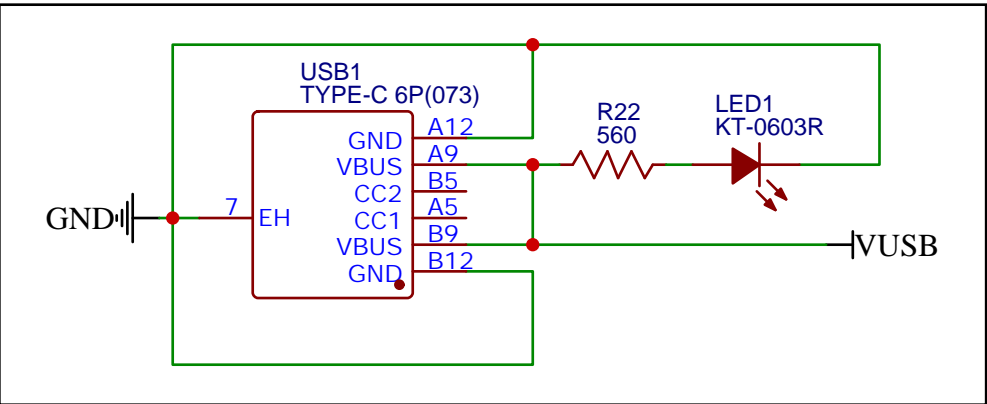 USB1
TYPE-C 6P(073)
GND A12
VBUS A9
CC2 B5
CC1 A5
VBUS B9
GND B12
7 EH
GND
R22
560
LED1
KT-0603R
VUSB